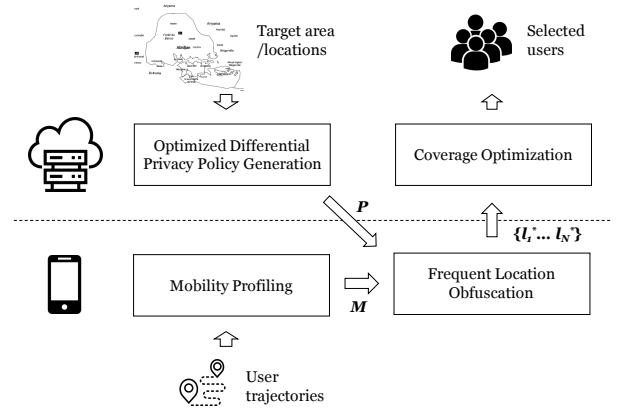 Target area
/locations
Selected
users
Optimized Differential
Privacy Policy Generation
Coverage Optimization
P
{l₁*... l_N*}
Mobility Profiling
M
Frequent Location
Obfuscation
User
trajectories